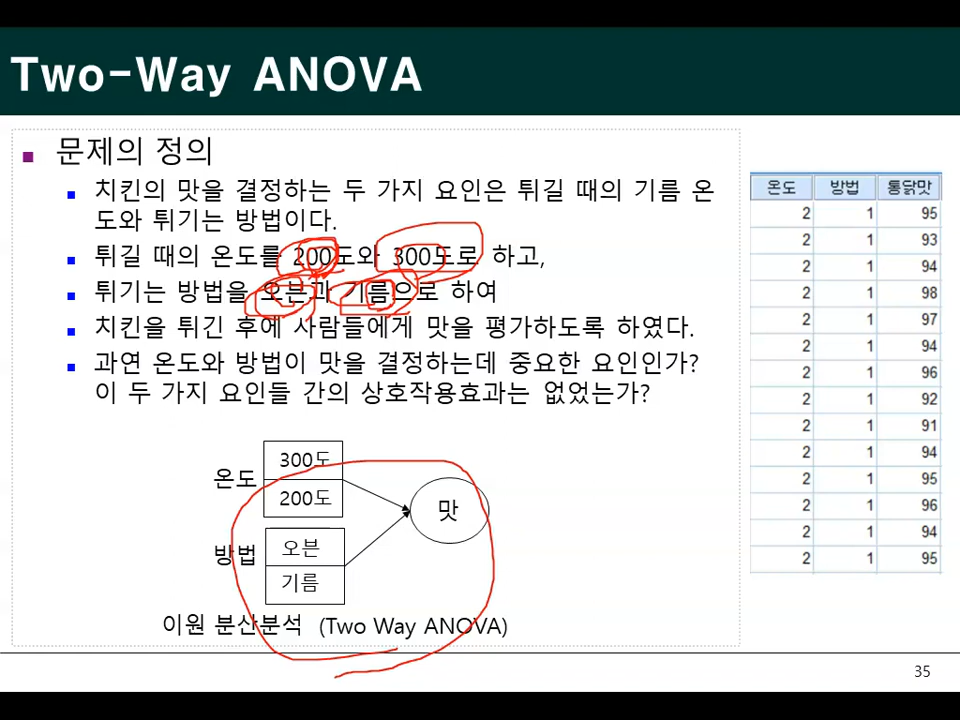 Two-Way ANOVA
문제의 정의
치킨의 맛을 결정하는 두 가지 요인은 튀길 때의 기름 온
도와 튀기는 방법이다.
튀길 때의 온도를 200도와 300도로 하고,
튀기는 방법을 오븐과 기름으로 하여
치킨을 튀긴 후에 사람들에게 맛을 평가하도록 하였다.
과연 온도와 방법이 맛을 결정하는데 중요한 요인인가?
이 두 가지 요인들 간의 상호작용효과는 없었는가?
온도
300도
200도
방법
오븐
기름
맛
이원 분산분석 (Two Way ANOVA)
온도 방법 통닭맛
2 1 95
2 1 93
2 1 94
2 1 98
2 1 97
2 1 94
2 1 96
2 1 92
2 1 91
2 1 94
2 1 95
2 1 96
2 1 94
2 1 95
35